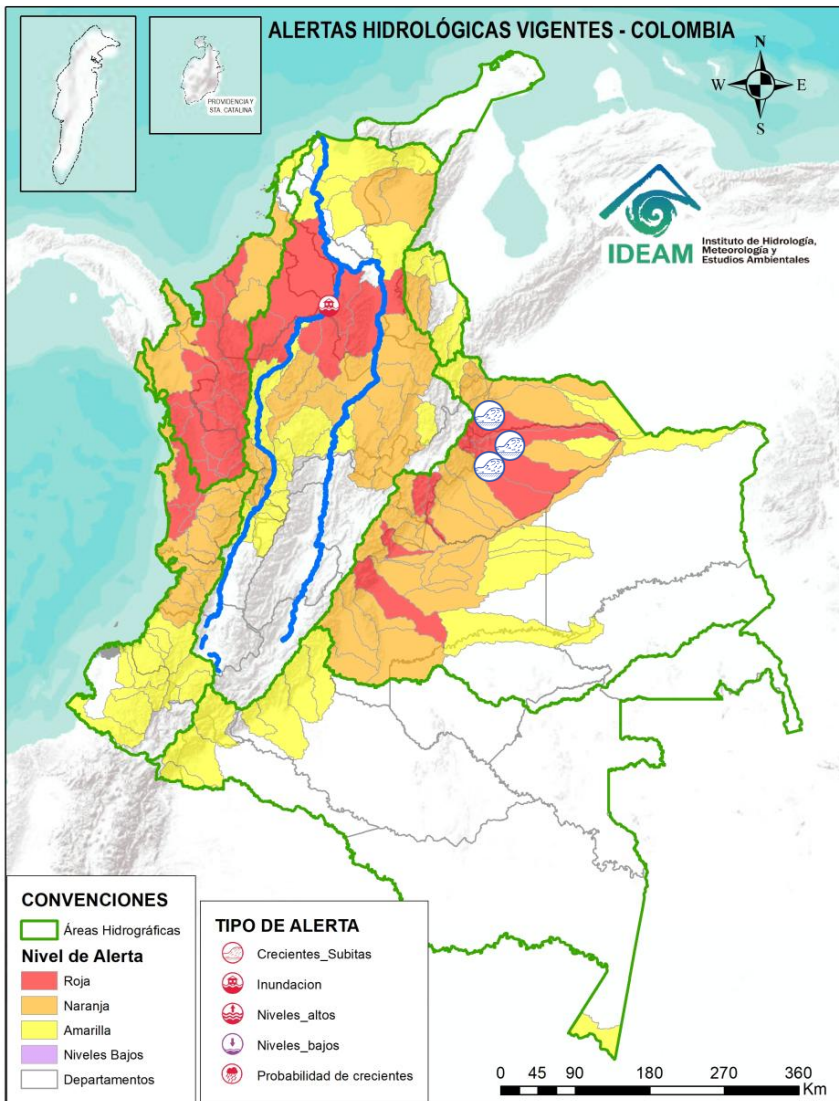 ALERTAS HIDROLÓGICAS VIGENTES - COLOMBIA
PROVIDENCIA Y
STA. CATALINA
N
W
E
S
IDEAM
Instituto de Hidrología,
Meteorología y
Estudios Ambientales
CONVENCIONES
Áreas Hidrográficas
Nivel de Alerta
Roja
Naranja
Amarilla
Niveles Bajos
Departamentos
TIPO DE ALERTA
Crecientes_Subitas
Inundacion
Niveles_altos
Niveles_bajos
Probabilidad de crecientes
0 45 90 180 270 360
Km